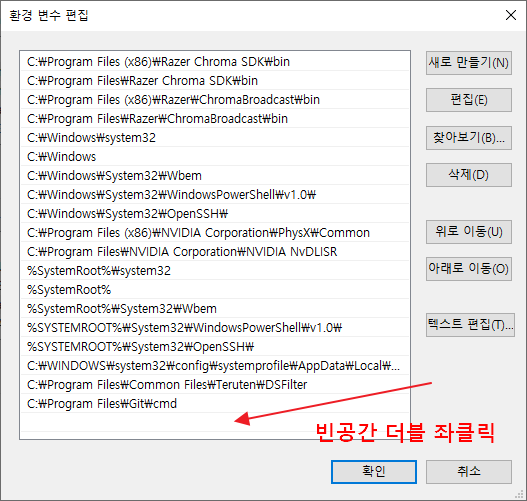 환경 변수 편집
C:₩Program Files (x86)₩Razer Chroma SDK₩bin
C:₩Program Files₩Razer Chroma SDK₩bin
C:₩Program Files (x86)₩Razer₩ChromaBroadcast₩bin
C:₩Program Files₩Razer₩ChromaBroadcast₩bin
C:₩Windows₩system32
C:₩Windows
C:₩Windows₩System32₩Wbem
C:₩Windows₩System32₩WindowsPowerShell₩v1.0₩
C:₩Windows₩System32₩OpenSSH₩
C:₩Program Files (x86)₩NVIDIA Corporation₩PhysX₩Common
C:₩Program Files₩NVIDIA Corporation₩NVIDIA NvDLISR
%SystemRoot%₩system32
%SystemRoot%
%SystemRoot%₩System32₩Wbem
%SYSTEMROOT%₩System32₩WindowsPowerShell₩v1.0₩
%SYSTEMROOT%₩System32₩OpenSSH₩
C:₩WINDOWS₩system32₩config₩systemprofile₩AppData₩Local₩...
C:₩Program Files₩Common Files₩Teruten₩DSFilter
C:₩Program Files₩Git₩cmd
새로 만들기(N)
편집(E)
찾아보기(B)...
삭제(D)
위로 이동(U)
아래로 이동(O)
텍스트 편집(T)...
빈공간 더블 좌클릭
확인
취소